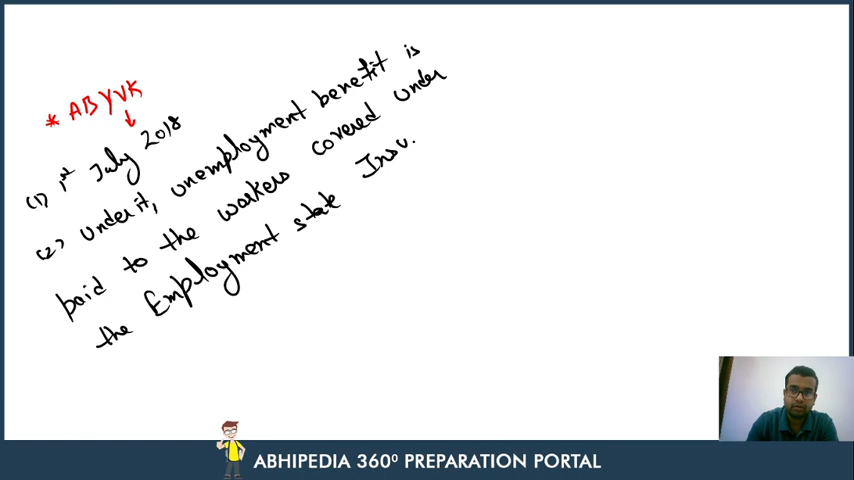 * ABYVK
↓
(1) 1st July 2018
(2) Under it, unemployment benefit is
paid to the workers covered under
the Employment state Insu.
ABHIPEDIA 360° PREPARATION PORTAL